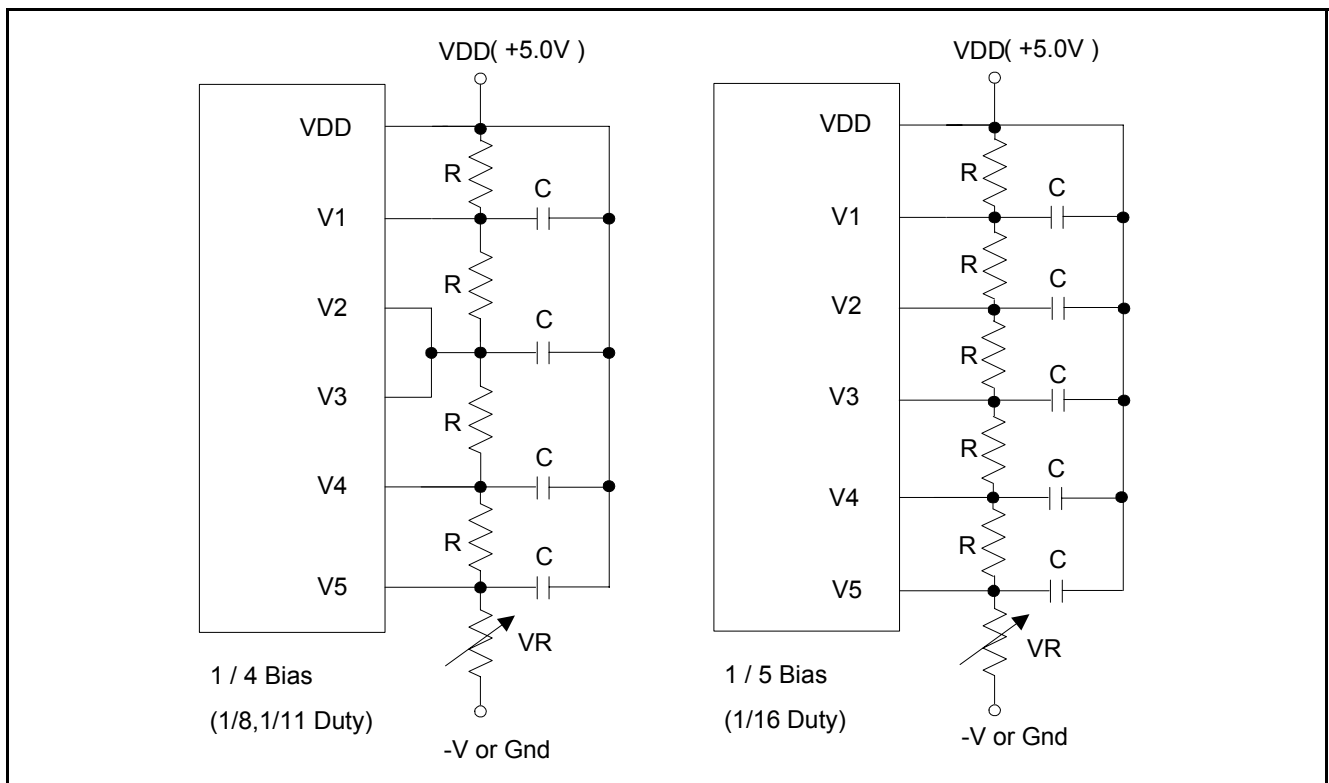 VDD( +5.0V )
VDD
R
C
V1
R
V2
C
V3
R
C
V4
R
C
V5
VR
1 / 4 Bias
(1/8,1/11 Duty)
-V or Gnd
VDD( +5.0V )
VDD
R
C
V1
R
C
V2
R
C
V3
R
C
V4
R
C
V5
VR
1 / 5 Bias
(1/16 Duty)
-V or Gnd